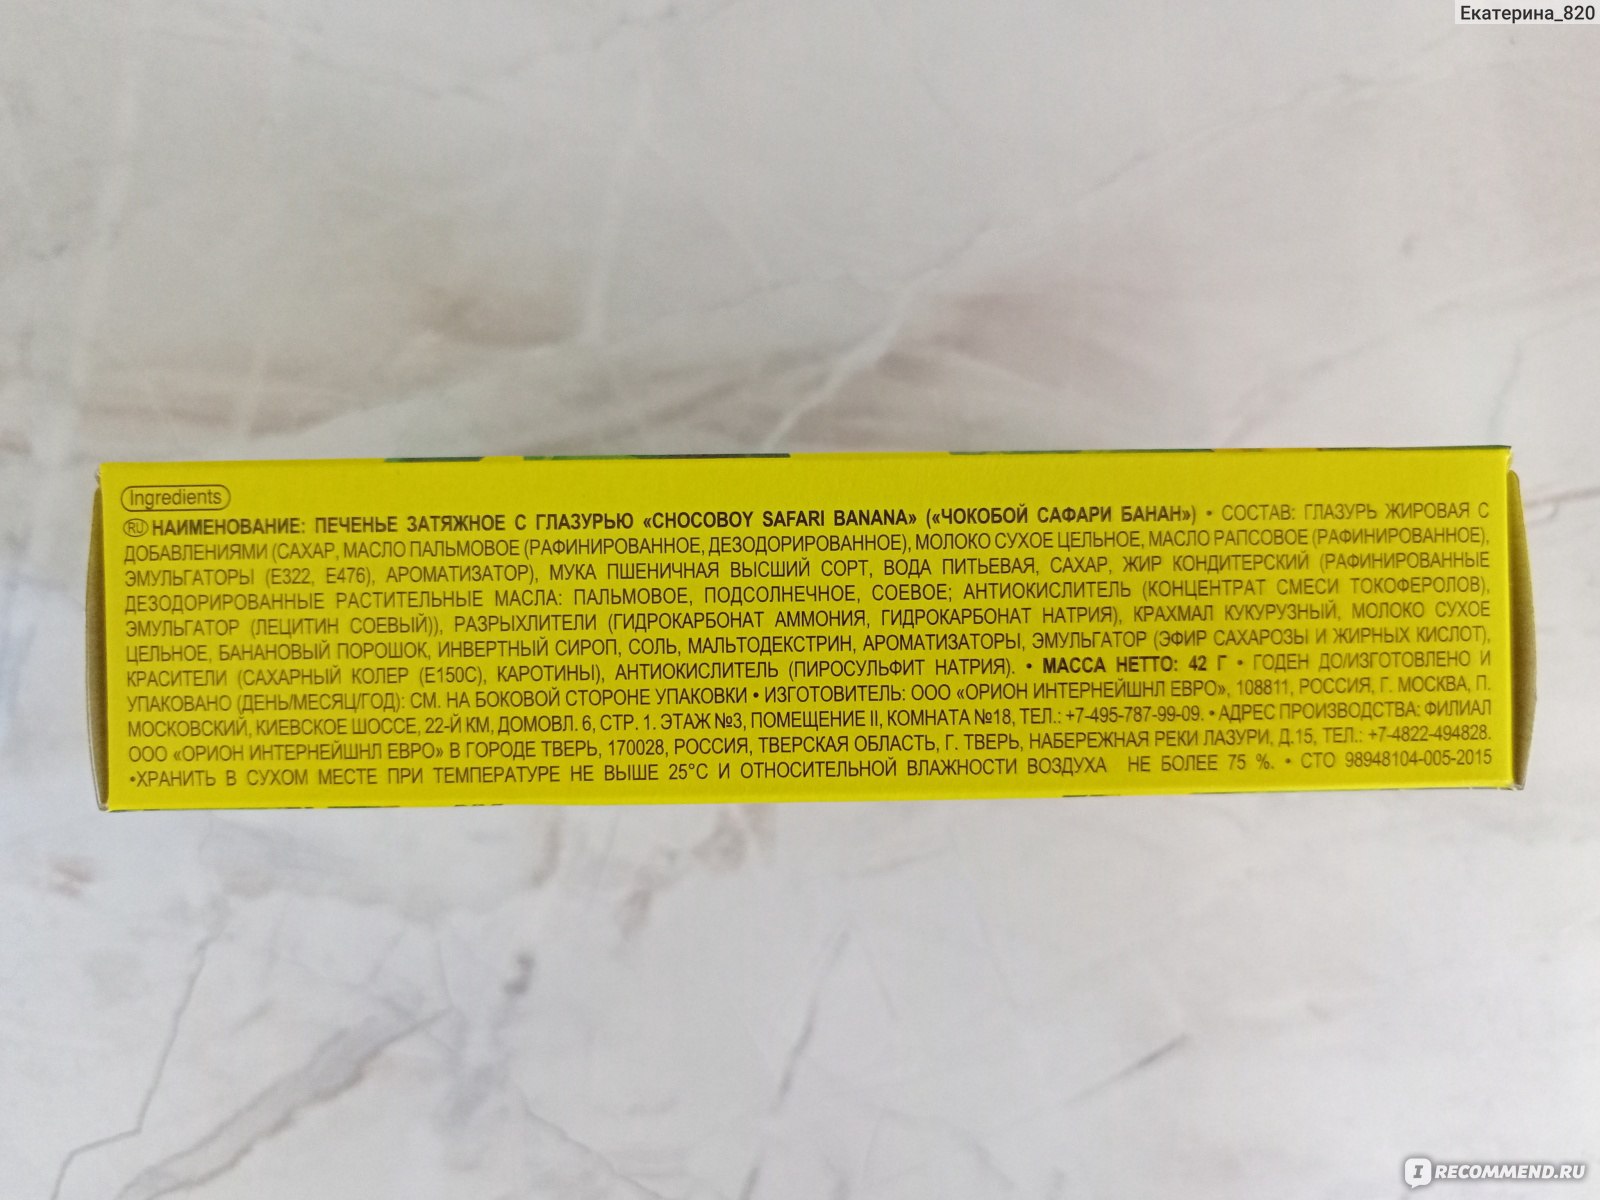 Екатерина_820
Ingredients
RU НАИМЕНОВАНИЕ: ПЕЧЕНЬЕ ЗАТЯЖНОЕ С ГЛАЗУРЬЮ «CHOCOBOY SAFARI BANANA» («ЧОКОБОЙ САФАРИ БАНАН») • СОСТАВ: ГЛАЗУРЬ ЖИРОВАЯ С
ДОБАВЛЕНИЯМИ (САХАР, МАСЛО ПАЛЬМОВОЕ (РАФИНИРОВАННОЕ, ДЕЗОДОРИРОВАННОЕ), МОЛОКО СУХОЕ ЦЕЛЬНОЕ, МАСЛО РАПСОВОЕ (РАФИНИРОВАННОЕ),
ЭМУЛЬГАТОРЫ (Е322, Е476), АРОМАТИЗАТОР), МУКА ПШЕНИЧНАЯ ВЫСШИЙ СОРТ, ВОДА ПИТЬЕВАЯ, САХАР, ЖИР КОНДИТЕРСКИЙ (РАФИНИРОВАННЫЕ
ДЕЗОДОРИРОВАННЫЕ РАСТИТЕЛЬНЫЕ МАСЛА: ПАЛЬМОВОЕ, ПОДСОЛНЕЧНОЕ, СОЕВОЕ; АНТИОКИСЛИТЕЛЬ (КОНЦЕНТРАТ СМЕСИ ТОКОФЕРОЛОВ),
ЭМУЛЬГАТОР (ЛЕЦИТИН СОЕВЫЙ)), РАЗРЫХЛИТЕЛИ (ГИДРОКАРБОНАТ АММОНИЯ, ГИДРОКАРБОНАТ НАТРИЯ), КРАХМАЛ КУКУРУЗНЫЙ, МОЛОКО СУХОЕ
ЦЕЛЬНОЕ, БАНАНОВЫЙ ПОРОШОК, ИНВЕРТНЫЙ СИРОП, СОЛЬ, МАЛЬТОДЕКСТРИН, АРОМАТИЗАТОРЫ, ЭМУЛЬГАТОР (ЭФИР САХАРОЗЫ И ЖИРНЫХ КИСЛОТ),
КРАСИТЕЛИ (САХАРНЫЙ КОЛЕР (Е150С), КАРОТИНЫ), АНТИОКИСЛИТЕЛЬ (ПИРОСУЛЬФИТ НАТРИЯ). • МАССА НЕТТО: 42 Г • ГОДЕН ДО/ИЗГОТОВЛЕНО И
УПАКОВАНО (ДЕНЬ/МЕСЯЦ/ГОД): СМ. НА БОКОВОЙ СТОРОНЕ УПАКОВКИ • ИЗГОТОВИТЕЛЬ: ООО «ОРИОН ИНТЕРНЕЙШНЛ ЕВРО», 108811, РОССИЯ, Г. МОСКВА, П.
МОСКОВСКИЙ, КИЕВСКОЕ ШОССЕ, 22-Й КМ, ДОМОВЛ. 6, СТР. 1. ЭТАЖ №3, ПОМЕЩЕНИЕ II, КОМНАТА №18, ТЕЛ.: +7-495-787-99-09. • АДРЕС ПРОИЗВОДСТВА: ФИЛИАЛ
ООО «ОРИОН ИНТЕРНЕЙШНЛ ЕВРО» В ГОРОДЕ ТВЕРЬ, 170028, РОССИЯ, ТВЕРСКАЯ ОБЛАСТЬ, Г. ТВЕРЬ, НАБЕРЕЖНАЯ РЕКИ ЛАЗУРИ, Д.15, ТЕЛ.: +7-4822-494828.
•ХРАНИТЬ В СУХОМ МЕСТЕ ПРИ ТЕМПЕРАТУРЕ НЕ ВЫШЕ 25°С И ОТНОСИТЕЛЬНОЙ ВЛАЖНОСТИ ВОЗДУХА НЕ БОЛЕЕ 75 %. • СТО 98948104-005-2015
IRECOMMEND.RU